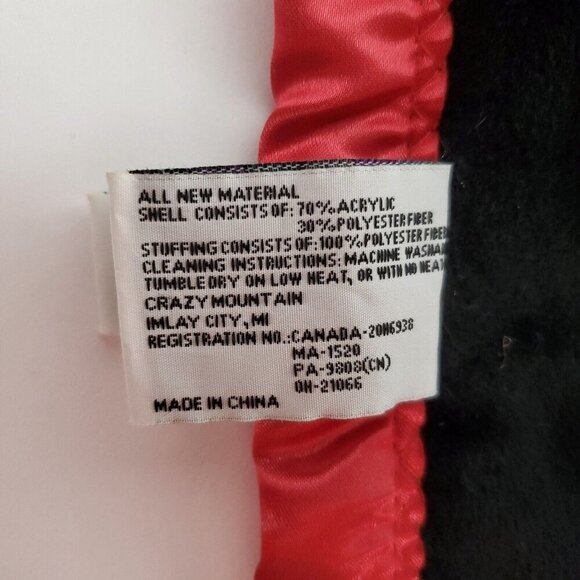 ALL NEW MATERIAL
SHELL CONSISTS OF: 70% ACRYLIC
30% POLYESTER FIBER
STUFFING CONSISTS OF: 100% POLYESTER FIBER
CLEANING INSTRUCTIONS: MACHINE WASHABLE
TUMBLE DRY ON LOW HEAT, OR WITH NO HEAT
CRAZY MOUNTAIN
IMLAY CITY, MI
REGISTRATION NO.: CANADA-20N6938
MA-1520
PA-9808(CN)
OH-21066
MADE IN CHINA